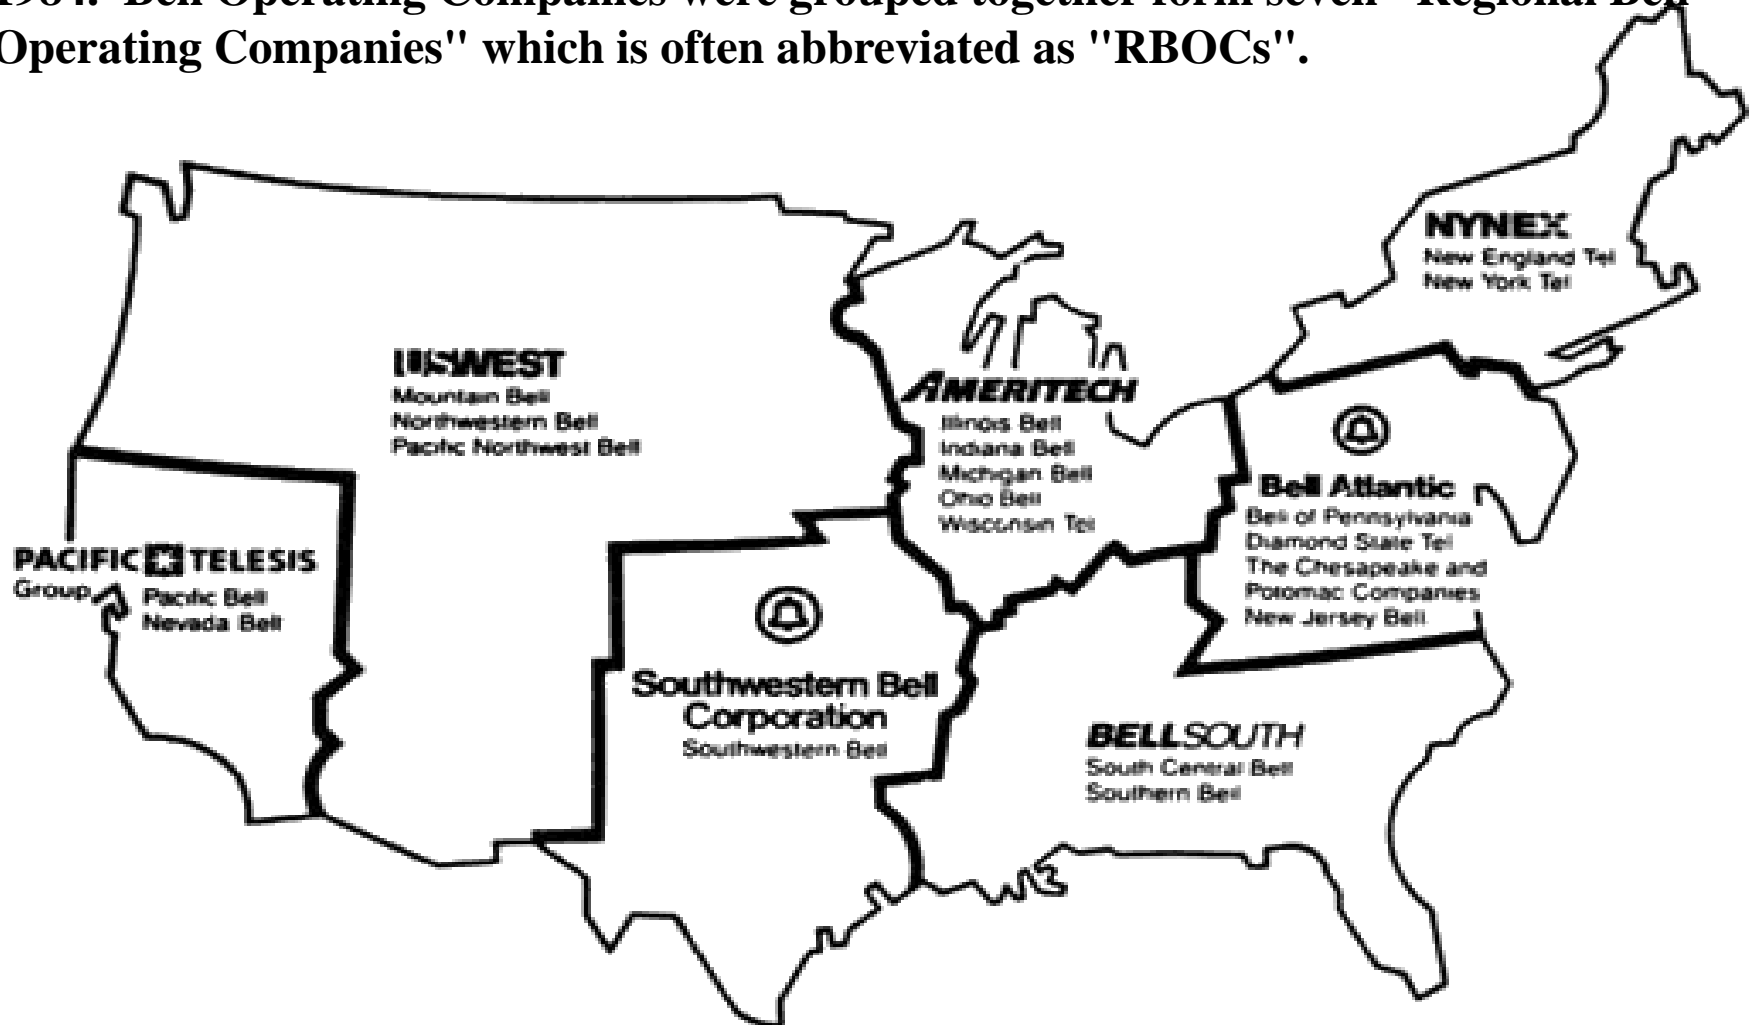 1984. Bell Operating Companies were grouped together form seven "Regional Bell
Operating Companies" which is often abbreviated as "RBOCs".
NYNEX
New England Tel
New York Tel
USWEST
Mountain Bell
Northwestern Bell
Pacific Northwest Bell
AMERITECH
Illinois Bell
Indiana Bell
Michigan Bell
Ohio Bell
Wisconsin Tel
Bell Atlantic
Bell of Pennsylvania
Diamond State Tel
The Chesapeake and
Potomac Companies
New Jersey Bell
PACIFIC TELESIS
Group
Pacific Bell
Nevada Bell
Southwestern Bell
Corporation
Southwestern Bell
BELLSOUTH
South Central Bell
Southern Bell